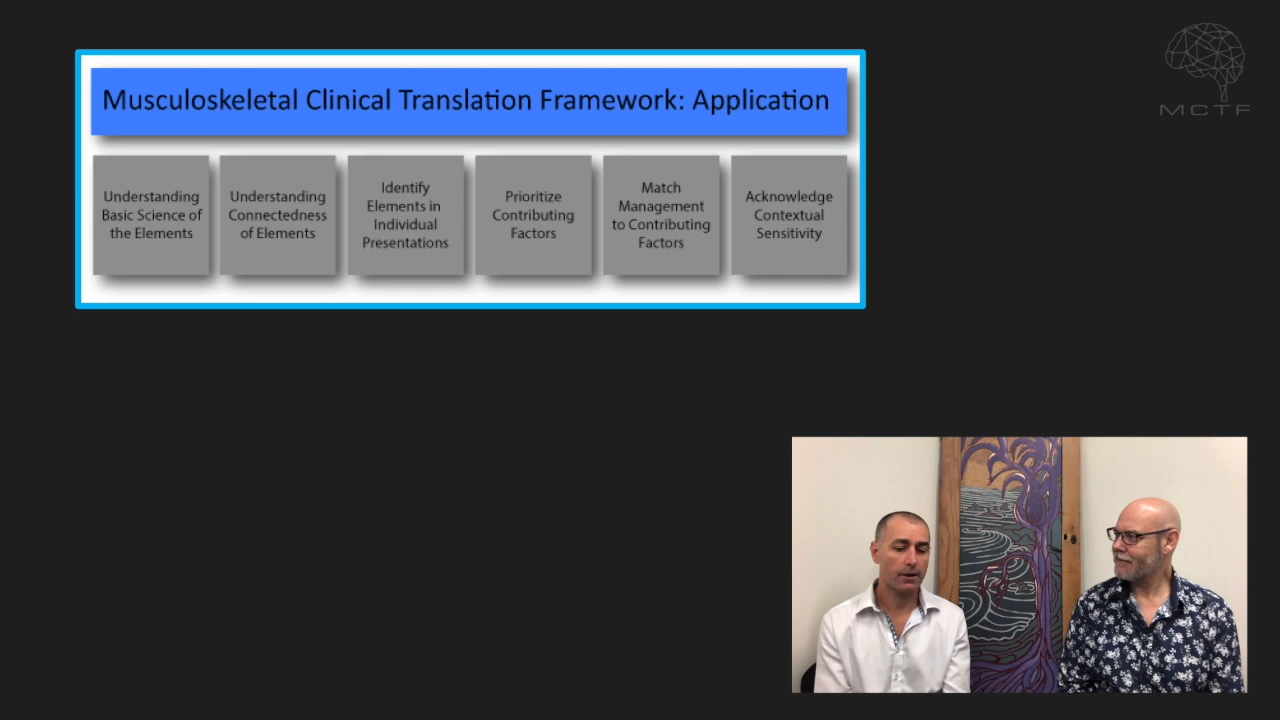 MCTF
Musculoskeletal Clinical Translation Framework: Application
Understanding
Basic Science of
the Elements
Understanding
Connectedness
of Elements
Identify
Elements in
Individual
Presentations
Prioritize
Contributing
Factors
Match
Management
to Contributing
Factors
Acknowledge
Contextual
Sensitivity